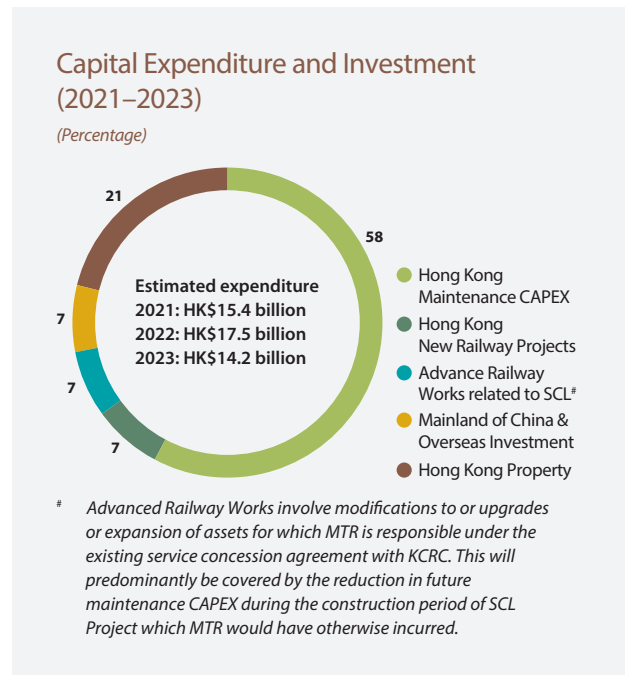 Capital Expenditure and Investment
(2021–2023)
(Percentage)
21
58
Estimated expenditure
2021: HK$15.4 billion
2022: HK$17.5 billion
2023: HK$14.2 billion
7
7
7
Hong Kong
Maintenance CAPEX
Hong Kong
New Railway Projects
Advance Railway
Works related to SCL#
Mainland of China &
Overseas Investment
Hong Kong Property
# Advanced Railway Works involve modifications to or upgrades
or expansion of assets for which MTR is responsible under the
existing service concession agreement with KCRC. This will
predominantly be covered by the reduction in future
maintenance CAPEX during the construction period of SCL
Project which MTR would have otherwise incurred.